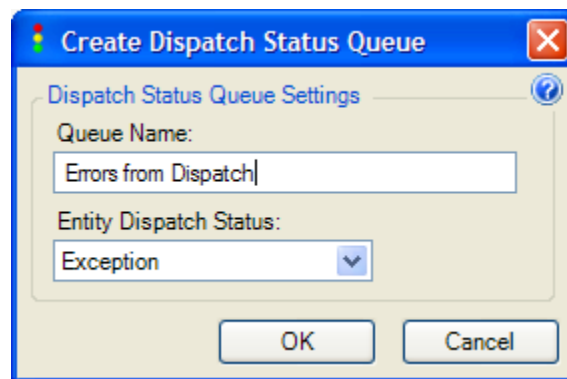 Create Dispatch Status Queue
Dispatch Status Queue Settings
Queue Name:
Errors from Dispatch
Entity Dispatch Status:
Exception
OK
Cancel